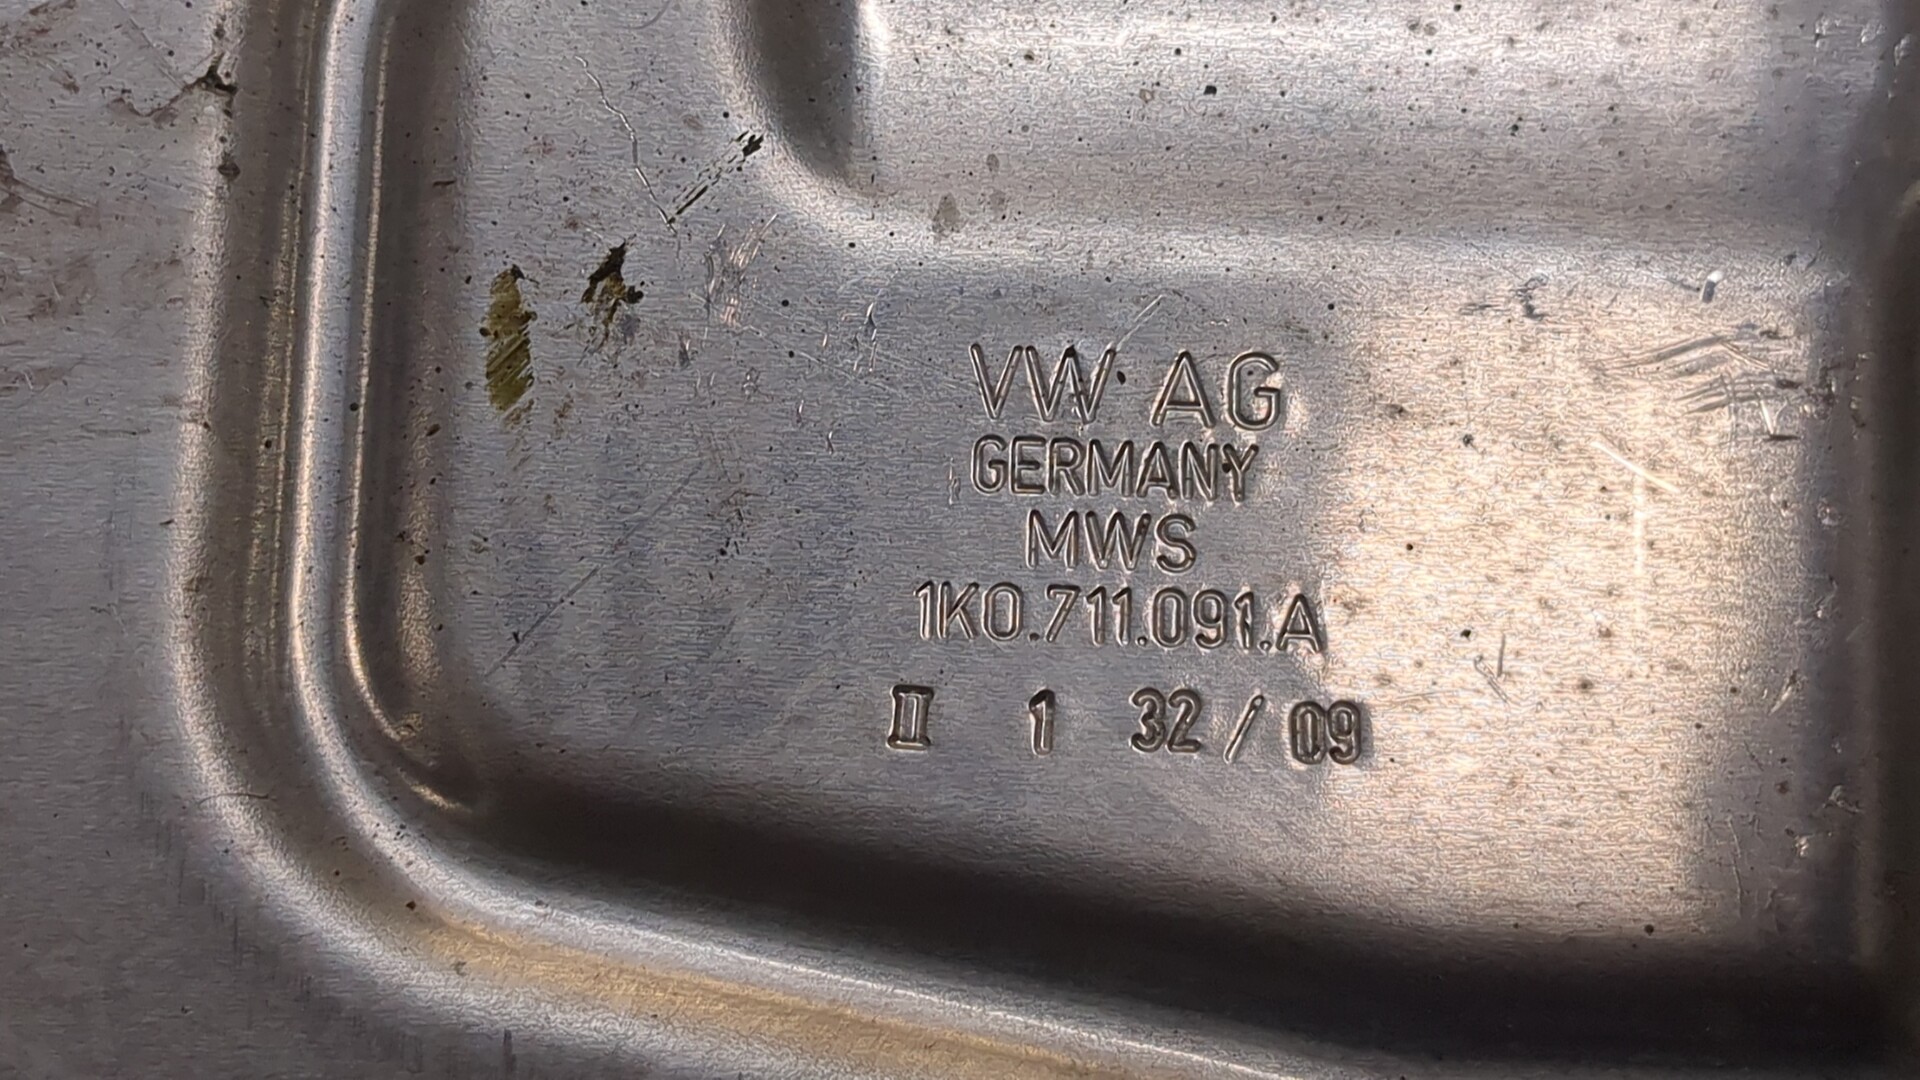 VW AG
GERMANY
MWS
1K0.711.091.A
II 1 32 / 09